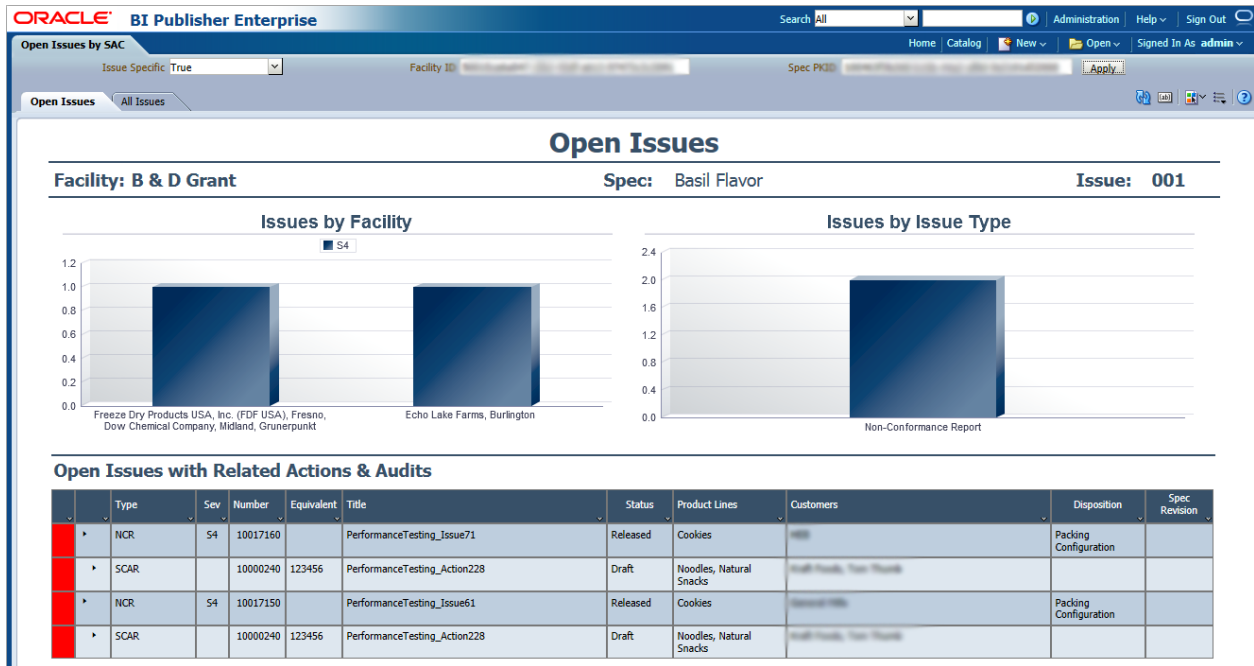 ORACLE BI Publisher Enterprise Search All Administration Help Sign Out
Open Issues by SAC Home Catalog New Open Signed In As admin
Issue Specific True Facility ID Spec PKID Apply
Open Issues All Issues
Open Issues
Facility: B & D Grant Spec: Basil Flavor Issue: 001
Issues by Facility
S4
1.2
1.0
0.8
0.6
0.4
0.2
0.0
Freeze Dry Products USA, Inc. (FDF USA), Fresno,
Dow Chemical Company, Midland, Grunerpunkt
Echo Lake Farms, Burlington
Issues by Issue Type
2.4
2.0
1.6
1.2
0.8
0.4
0.0
Non-Conformance Report
Open Issues with Related Actions & Audits
Type Sev Number Equivalent Title Status Product Lines Customers Disposition Spec Revision
NCR S4 10017160 PerformanceTesting_Issue71 Released Cookies Packing Configuration
SCAR 10000240 123456 PerformanceTesting_Action228 Draft Noodles, Natural Snacks
NCR S4 10017150 PerformanceTesting_Issue61 Released Cookies Packing Configuration
SCAR 10000240 123456 PerformanceTesting_Action228 Draft Noodles, Natural Snacks